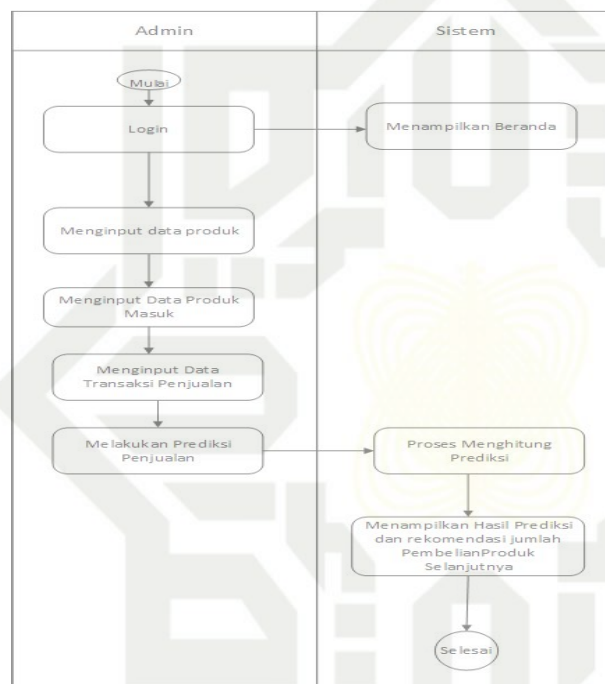 Admin
Sistem
Mulai
Login
Menampilkan Beranda
Menginput data produk
Menginput Data Produk
Masuk
Menginput Data
Transaksi Penjualan
Melakukan Prediksi
Penjualan
Proses Menghitung
Prediksi
Menampilkan Hasil Prediksi
dan rekomendasi jumlah
PembelianProduk
Selanjutnya
Selesai